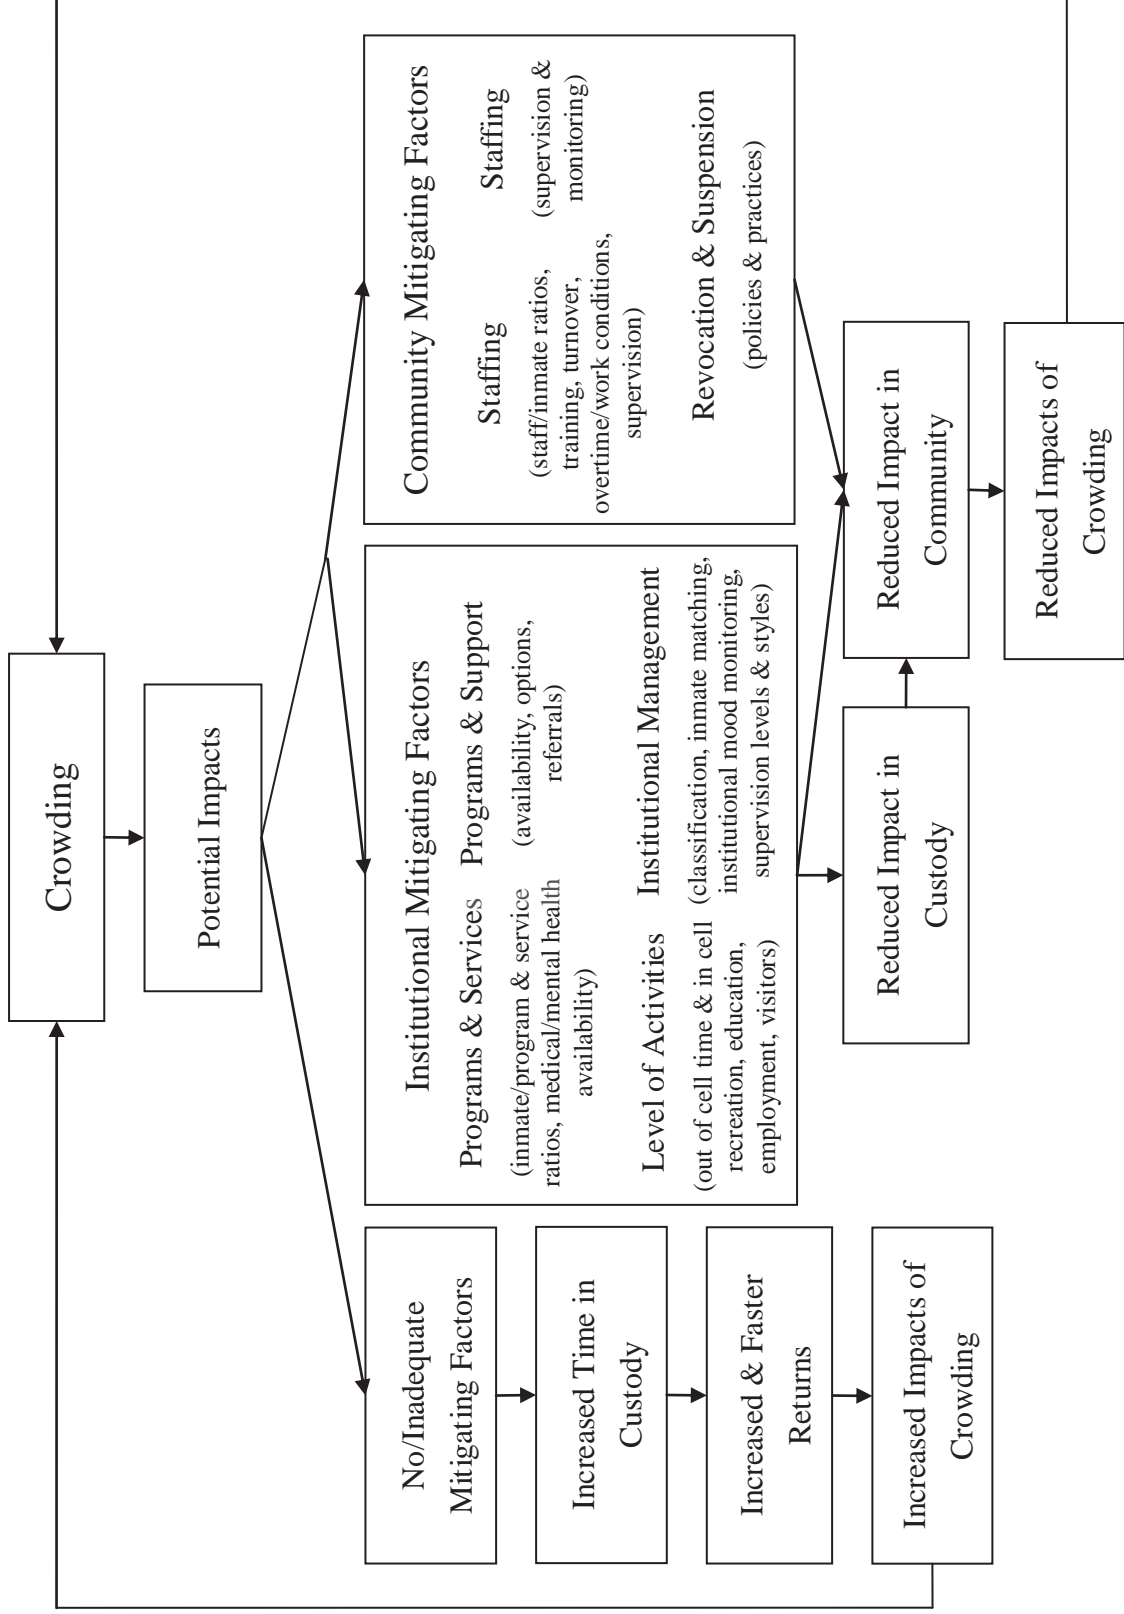 Crowding
Potential Impacts
No/Inadequate
Mitigating Factors
Increased Time in
Custody
Increased & Faster
Returns
Increased Impacts of
Crowding
Institutional Mitigating Factors
Programs & Services
(inmate/program & service
ratios, medical/mental health
availability)
Programs & Support
(availability, options,
referrals)
Level of Activities
(out of cell time & in cell
recreation, education,
employment, visitors)
Institutional Management
(classification, inmate matching,
institutional mood monitoring,
supervision levels & styles)
Community Mitigating Factors
Staffing
(staff/inmate ratios,
training, turnover,
overtime/work conditions,
supervision)
Staffing
(supervision &
monitoring)
Revocation & Suspension
(policies & practices)
Reduced Impact in
Custody
Reduced Impact in
Community
Reduced Impacts of
Crowding